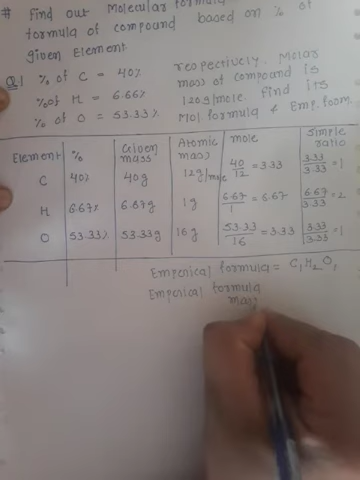 # Find out Molecular formula
formula of compound based on % of
given Element
Q.1 % of C = 40% respectively. Molar
mass of compound is
% of H = 6.66% 120g/mole. Find its
% of O = 53.33% Mol formula & Emp. form.
Element % Given mass Atomic mass mole Simple ratio
C 40% 40g 12g/mole 40/12 = 3.33 3.33/3.33 = 1
H 6.67% 6.67g 1g 6.67/1 = 6.67 6.67/3.33 = 2
O 53.33% 53.33g 16g 53.33/16 = 3.33 3.33/3.33 = 1
Emperical formula = C₁H₂O₁
Emperical formula
mass